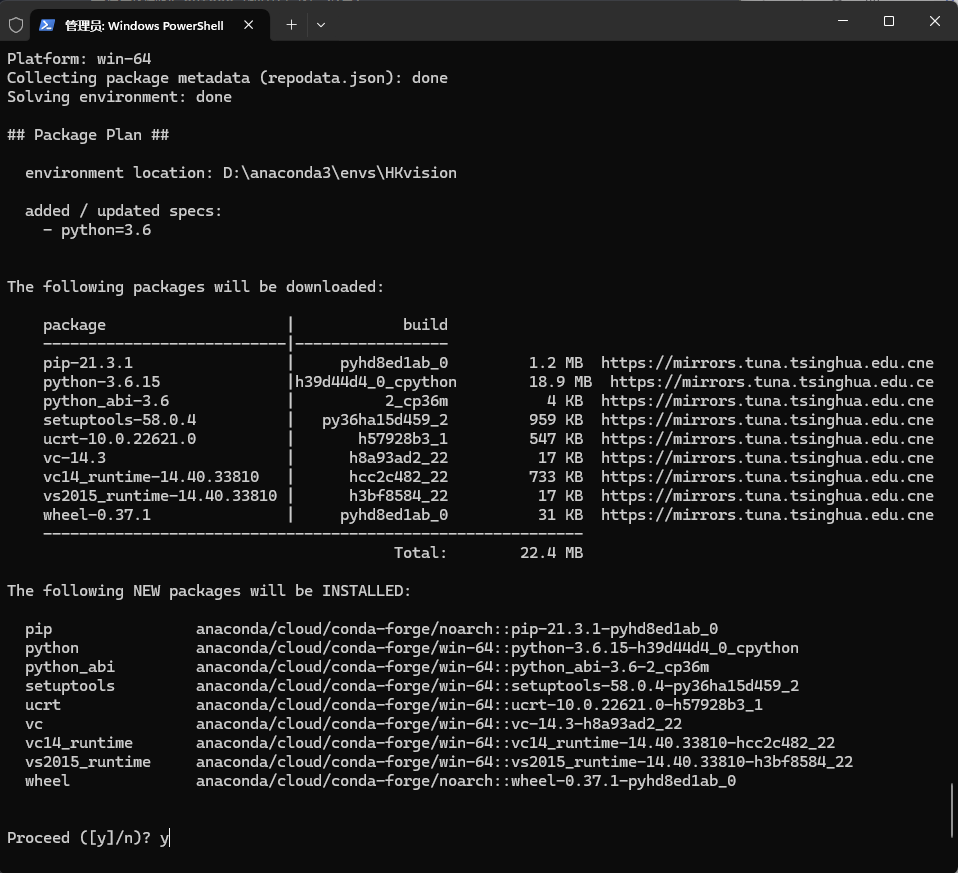 管理员: Windows PowerShell
Platform: win-64
Collecting package metadata (repodata.json): done
Solving environment: done
## Package Plan ##
environment location: D:\anaconda3\envs\HKvision
added / updated specs:
- python=3.6
The following packages will be downloaded:
package | build
---------------------------|-----------------
pip-21.3.1 | pyhd8ed1ab_0 1.2 MB https://mirrors.tuna.tsinghua.edu.cne
python-3.6.15 |h39d44d4_0_cpython 18.9 MB https://mirrors.tuna.tsinghua.edu.ce
python_abi-3.6 | 2_cp36m 4 KB https://mirrors.tuna.tsinghua.edu.cne
setuptools-58.0.4 | py36ha15d459_2 959 KB https://mirrors.tuna.tsinghua.edu.cne
ucrt-10.0.22621.0 | h57928b3_1 547 KB https://mirrors.tuna.tsinghua.edu.cne
vc-14.3 | h8a93ad2_22 17 KB https://mirrors.tuna.tsinghua.edu.cne
vc14_runtime-14.40.33810 | hcc2c482_22 733 KB https://mirrors.tuna.tsinghua.edu.cne
vs2015_runtime-14.40.33810 | h3bf8584_22 17 KB https://mirrors.tuna.tsinghua.edu.cne
wheel-0.37.1 | pyhd8ed1ab_0 31 KB https://mirrors.tuna.tsinghua.edu.cne
------------------------------------------------------------
Total: 22.4 MB
The following NEW packages will be INSTALLED:
pip anaconda/cloud/conda-forge/noarch::pip-21.3.1-pyhd8ed1ab_0
python anaconda/cloud/conda-forge/win-64::python-3.6.15-h39d44d4_0_cpython
python_abi anaconda/cloud/conda-forge/win-64::python_abi-3.6-2_cp36m
setuptools anaconda/cloud/conda-forge/win-64::setuptools-58.0.4-py36ha15d459_2
ucrt anaconda/cloud/conda-forge/win-64::ucrt-10.0.22621.0-h57928b3_1
vc anaconda/cloud/conda-forge/win-64::vc-14.3-h8a93ad2_22
vc14_runtime anaconda/cloud/conda-forge/win-64::vc14_runtime-14.40.33810-hcc2c482_22
vs2015_runtime anaconda/cloud/conda-forge/win-64::vs2015_runtime-14.40.33810-h3bf8584_22
wheel anaconda/cloud/conda-forge/noarch::wheel-0.37.1-pyhd8ed1ab_0
Proceed ([y]/n)? y